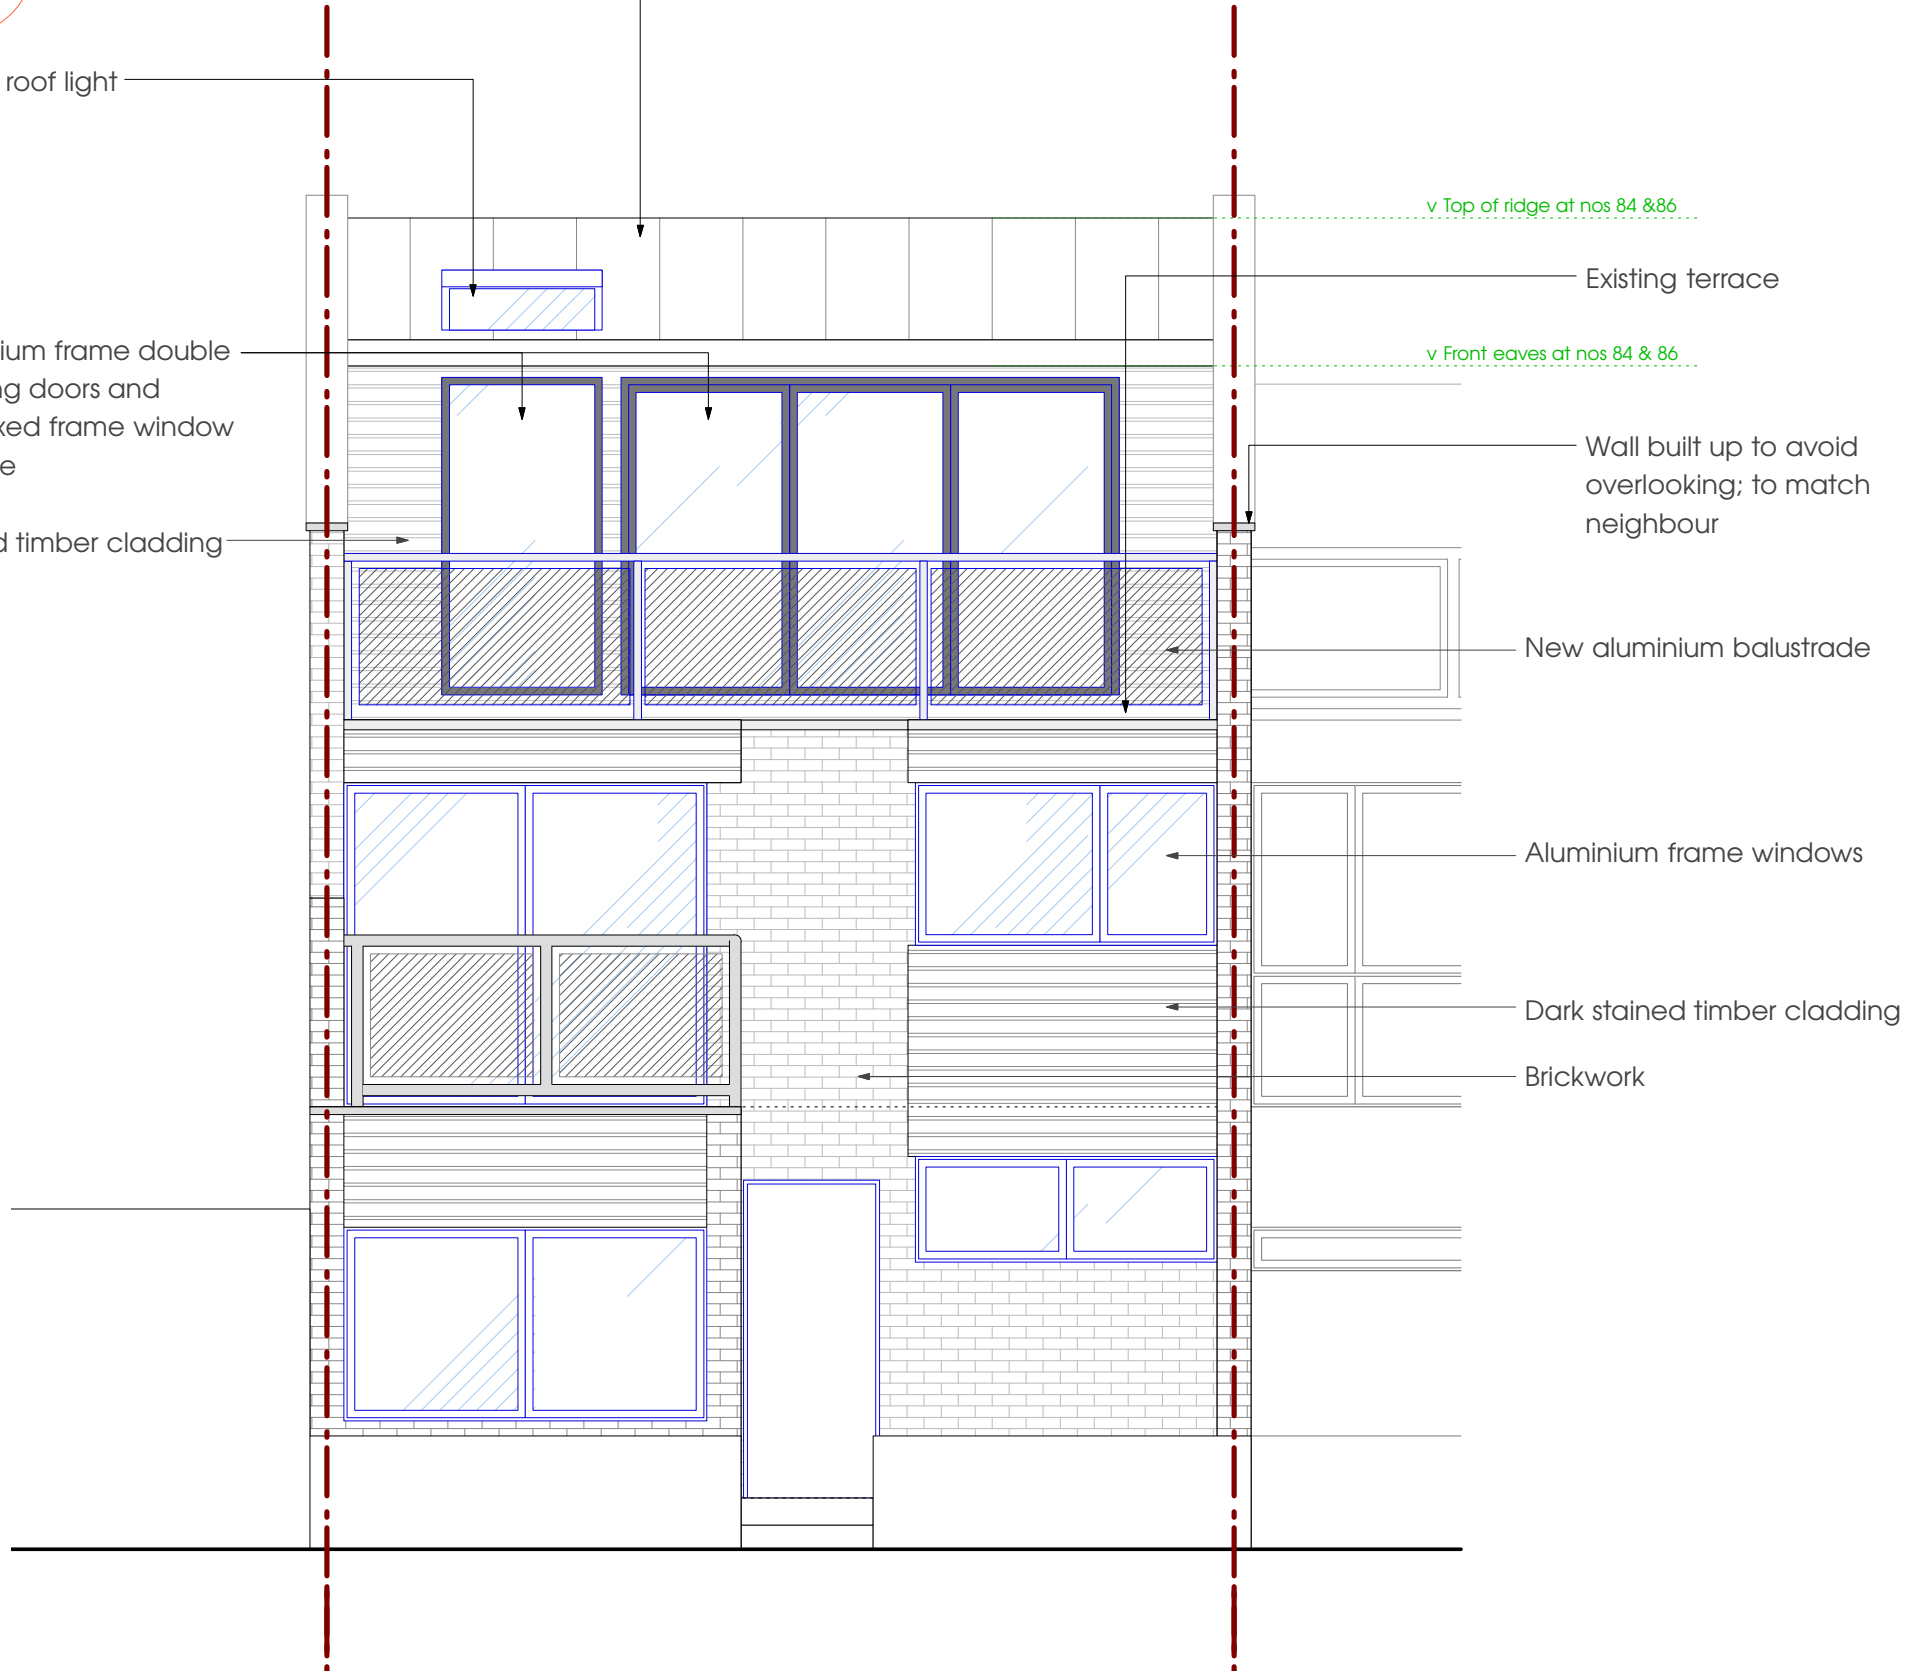 roof light
v Top of ridge at nos 84 &86
Existing terrace
frame double
doors and
frame window
v Front eaves at nos 84 & 86
Wall built up to avoid
overlooking; to match
neighbour
timber cladding
New aluminium balustrade
Aluminium frame windows
Dark stained timber cladding
Brickwork